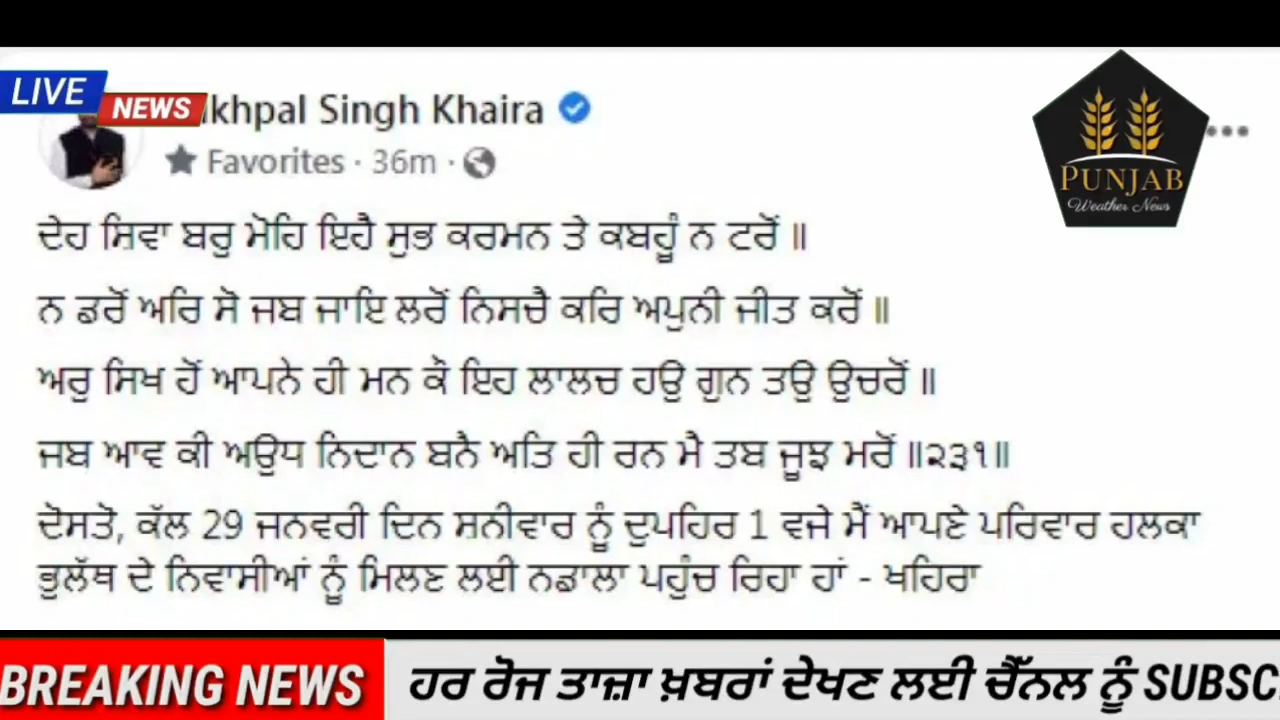 LIVE
NEWS
khpal Singh Khaira
Favorites · 36m ·
PUNJAB
Weather News
ਦੇਹ ਸਿਵਾ ਬਰੁ ਮੋਹਿ ਇਹੈ ਸੁਭ ਕਰਮਨ ਤੇ ਕਬਹੂੰ ਨ ਟਰੋਂ ॥
ਨ ਡਰੋਂ ਅਰਿ ਸੋ ਜਬ ਜਾਇ ਲਰੋਂ ਨਿਸਚੈ ਕਰਿ ਅਪੁਨੀ ਜੀਤ ਕਰੋਂ ॥
ਅਰੁ ਸਿਖ ਹੋਂ ਆਪਨੇ ਹੀ ਮਨ ਕੌ ਇਹ ਲਾਲਚ ਹਉ ਗੁਨ ਤਉ ਉਚਰੋਂ ॥
ਜਬ ਆਵ ਕੀ ਅਉਧ ਨਿਦਾਨ ਬਨੈ ਅਤਿ ਹੀ ਰਨ ਮੈ ਤਬ ਜੂਝ ਮਰੋਂ ॥੨੩੧॥
ਦੋਸਤੋ, ਕੱਲ 29 ਜਨਵਰੀ ਦਿਨ ਸ਼ਨੀਵਾਰ ਨੂੰ ਦੁਪਹਿਰ 1 ਵਜੇ ਮੈਂ ਆਪਣੇ ਪਰਿਵਾਰ ਹਲਕਾ
ਭੁਲੱਥ ਦੇ ਨਿਵਾਸੀਆਂ ਨੂੰ ਮਿਲਣ ਲਈ ਨਡਾਲਾ ਪਹੁੰਚ ਰਿਹਾ ਹਾਂ - ਖਹਿਰਾ
BREAKING NEWS
ਹਰ ਰੋਜ ਤਾਜ਼ਾ ਖ਼ਬਰਾਂ ਦੇਖਣ ਲਈ ਚੈੱਨਲ ਨੂੰ SUBSC